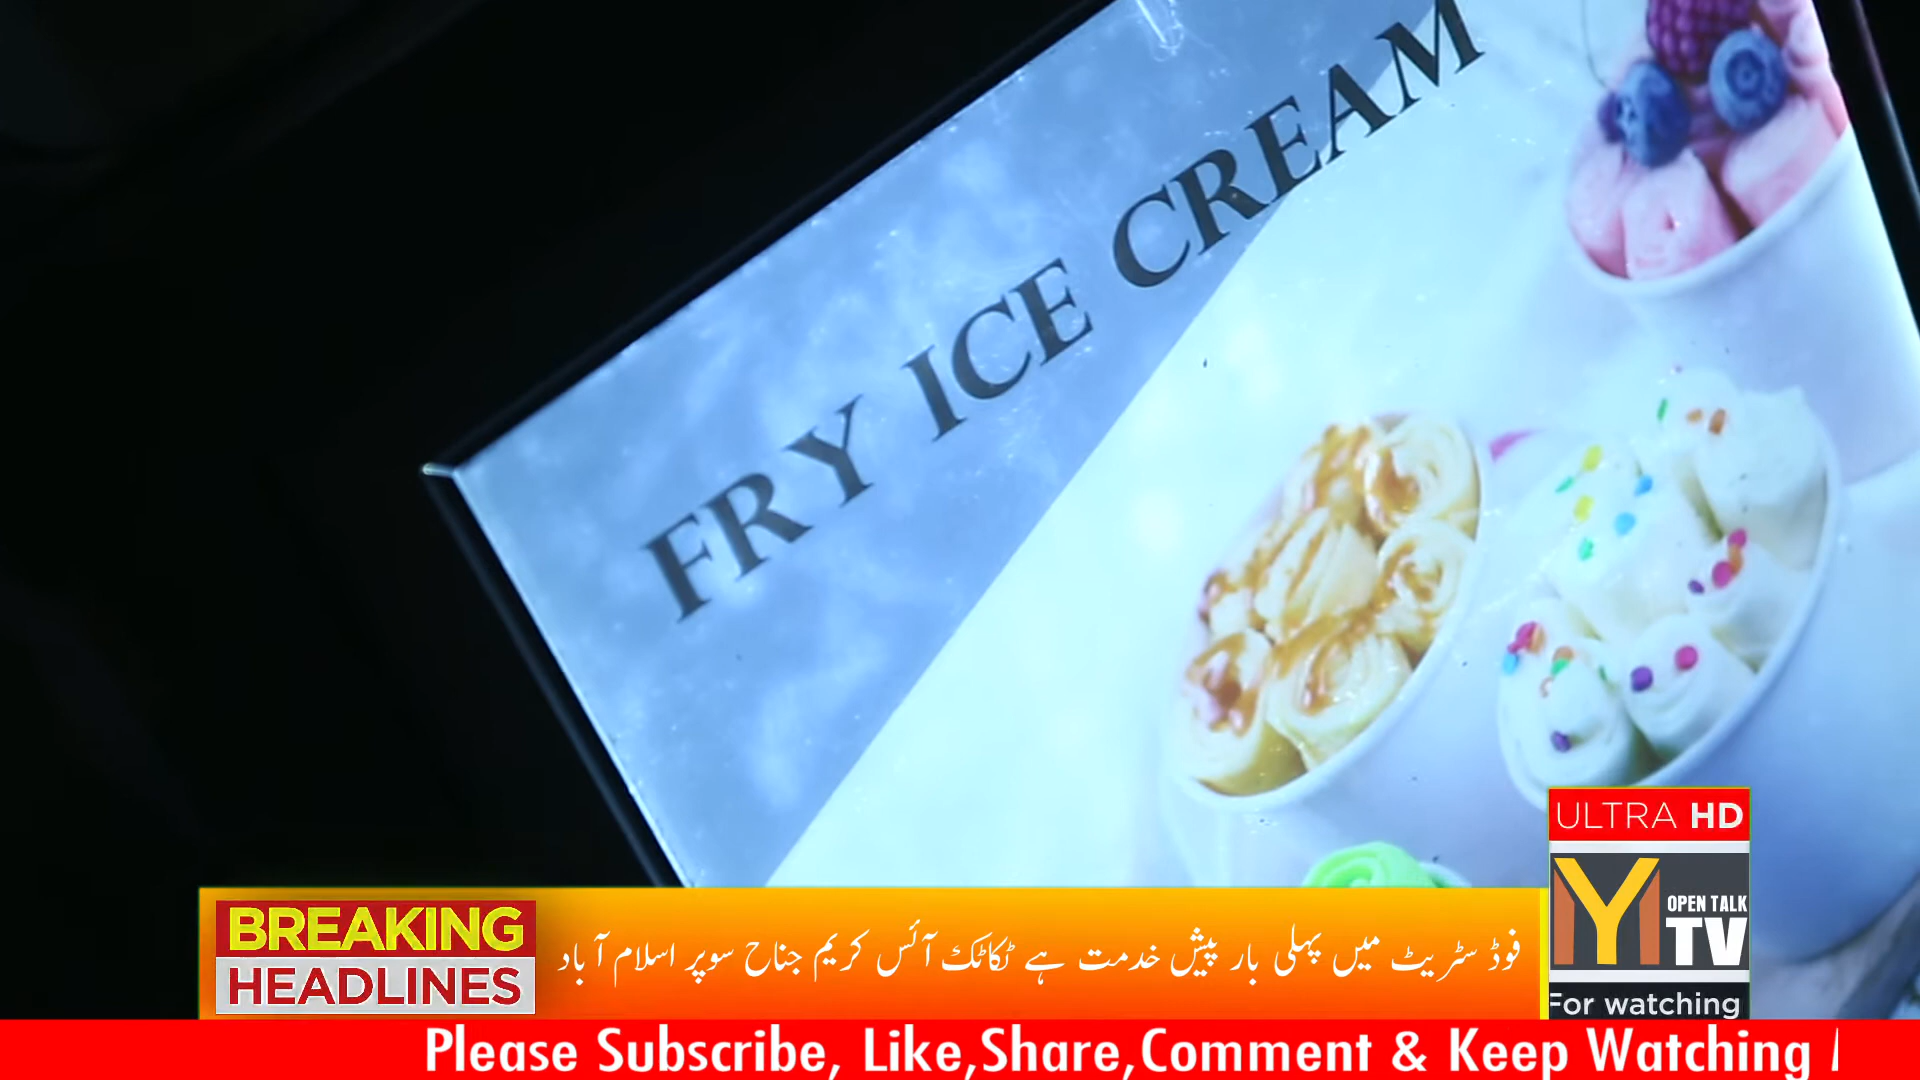 FRY ICE CREAM
ULTRA HD
YM OPEN TALK TV
For watching
BREAKING
HEADLINES
فوڈ سٹریٹ میں پہلی بار پیش خدمت ہے ٹکاٹک آئس کریم جناح سوپر اسلام آباد
Please Subscribe, Like,Share,Comment & Keep Watching